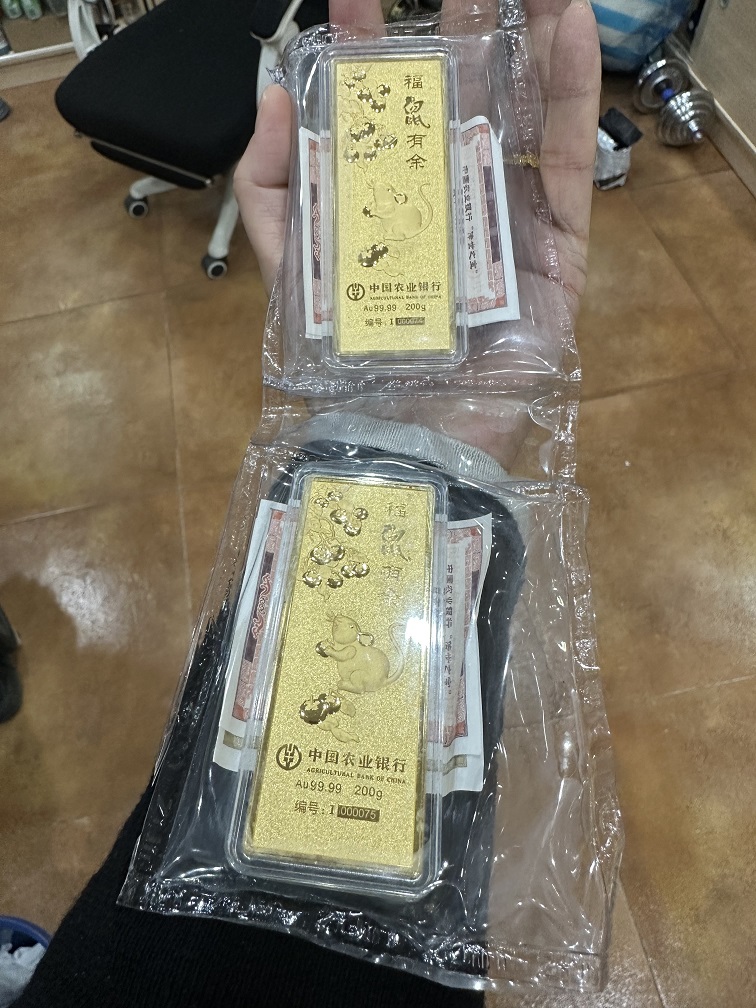 福
鼠
有
余
中国农业银行
AGRICULTURAL BANK OF CHINA
Au99.99 200g
编号:I
福
鼠
有
余
中国农业银行
AGRICULTURAL BANK OF CHINA
Au99.99 200g
编号:I 000075